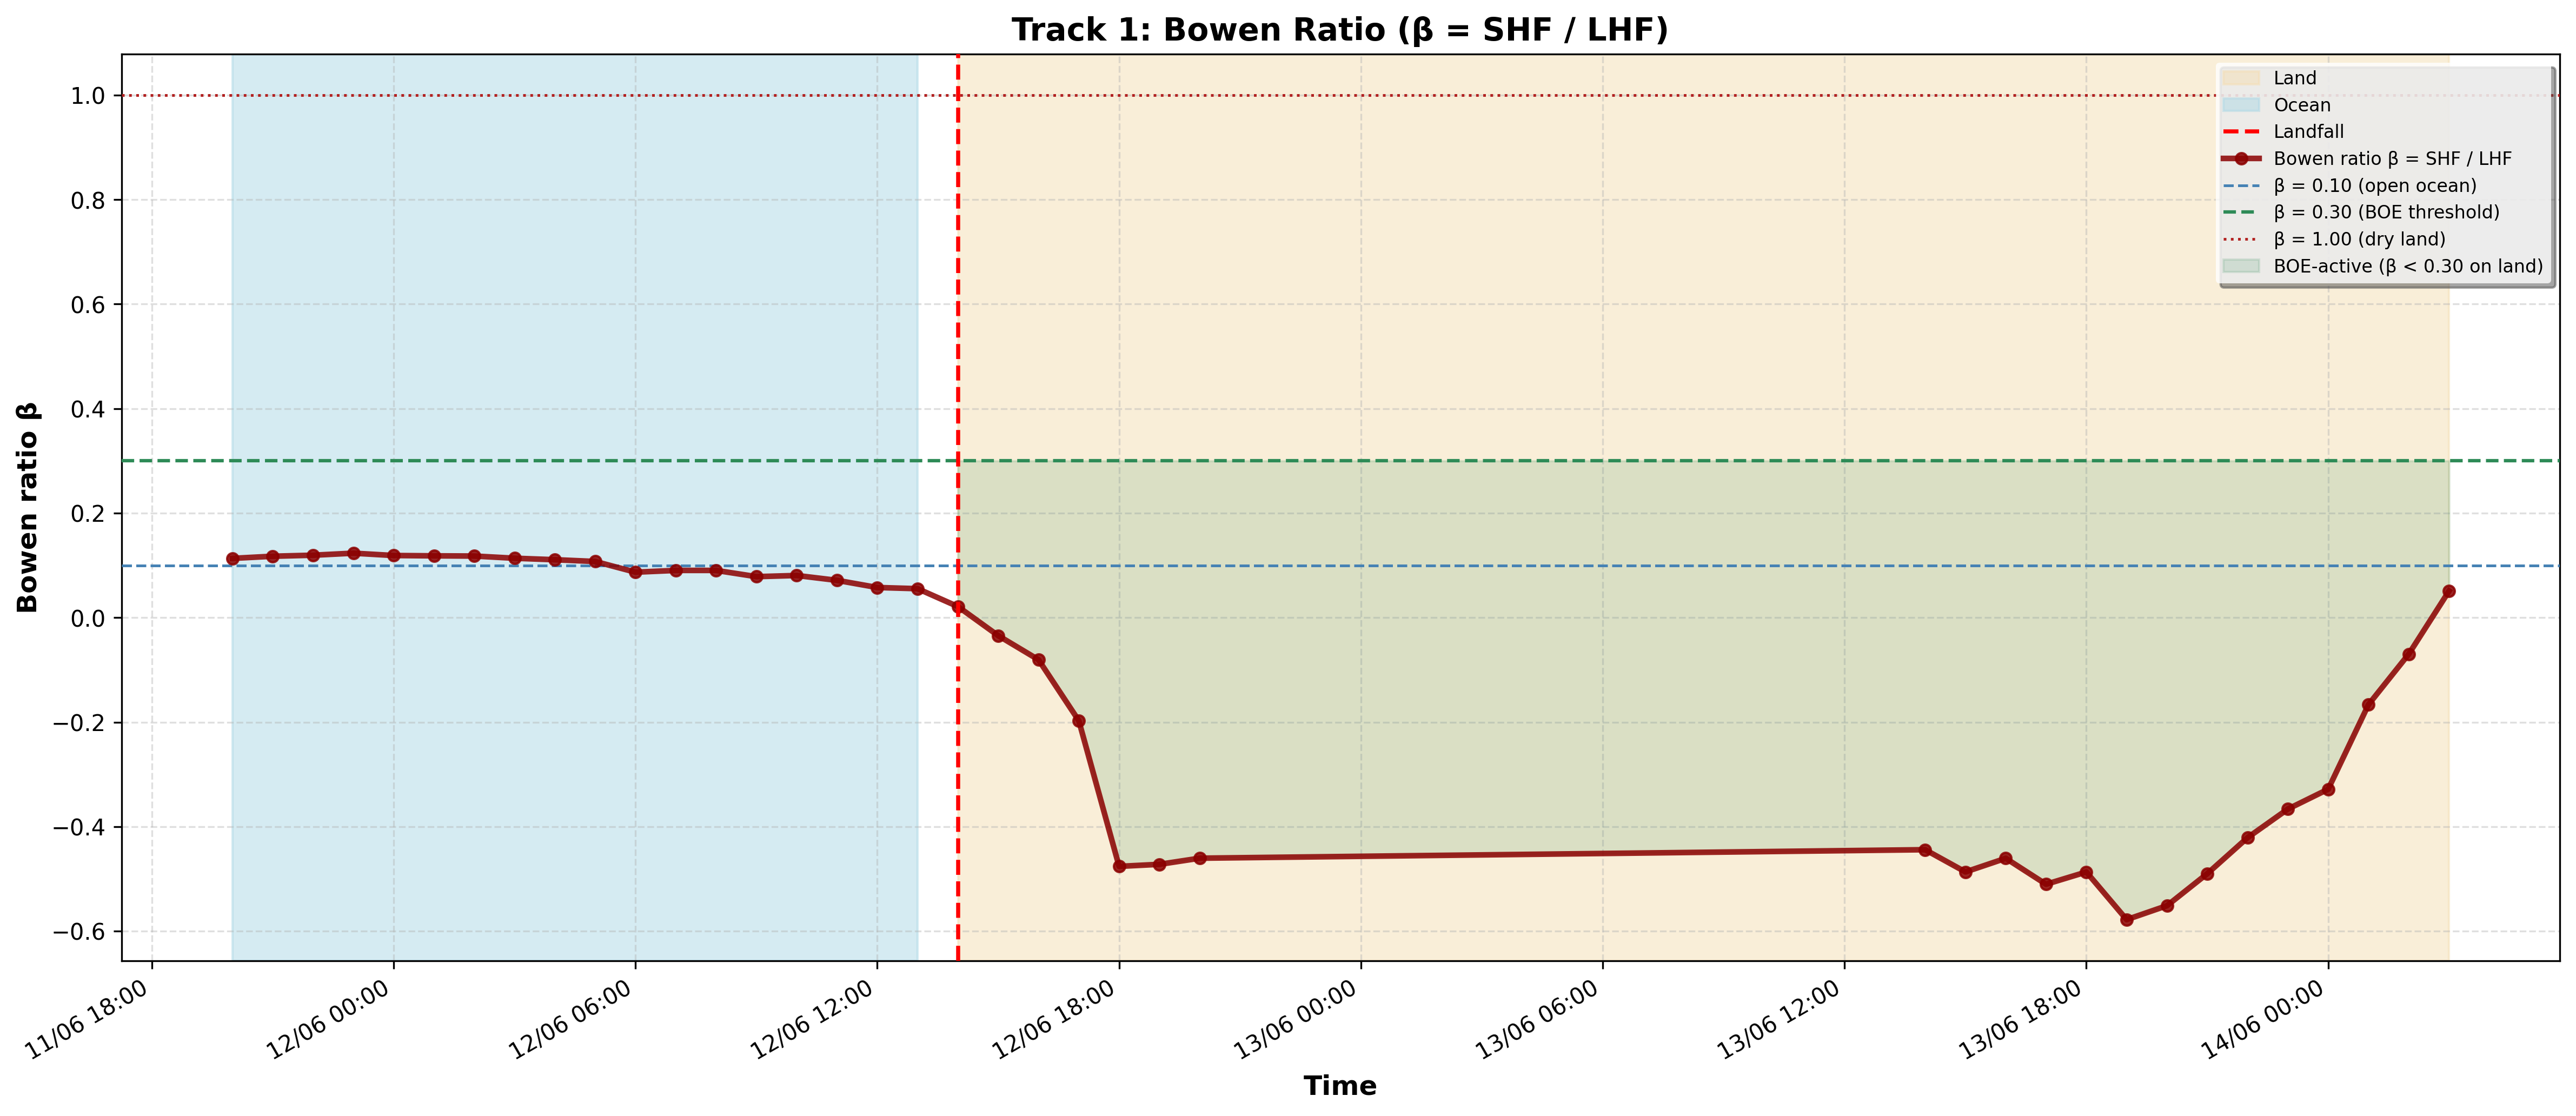 Track 1: Bowen Ratio (β = SHF / LHF)
Bowen ratio β
1.0
0.8
0.6
0.4
0.2
0.0
−0.2
−0.4
−0.6
Land
Ocean
Landfall
Bowen ratio β = SHF / LHF
β = 0.10 (open ocean)
β = 0.30 (BOE threshold)
β = 1.00 (dry land)
BOE-active (β < 0.30 on land)
11/06 18:00
12/06 00:00
12/06 06:00
12/06 12:00
12/06 18:00
13/06 00:00
13/06 06:00
13/06 12:00
13/06 18:00
14/06 00:00
Time